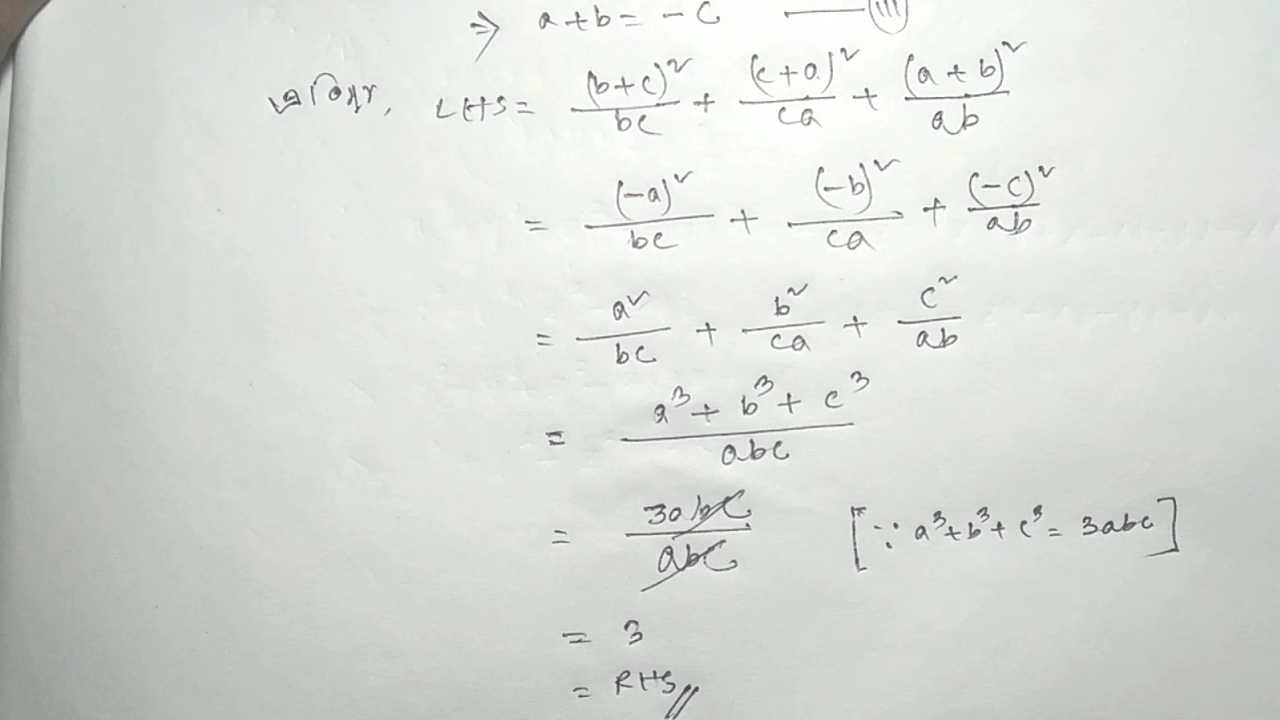 ⇒ a+b = -c —— (III)
LHS = (b+c)²/bc + (c+a)²/ca + (a+b)²/ab
= (-a)²/bc + (-b)²/ca + (-c)²/ab
= a²/bc + b²/ca + c²/ab
= a³+b³+c³/abc
= 3abc/abc [∵ a³+b³+c³ = 3abc]
= 3
= RHS//